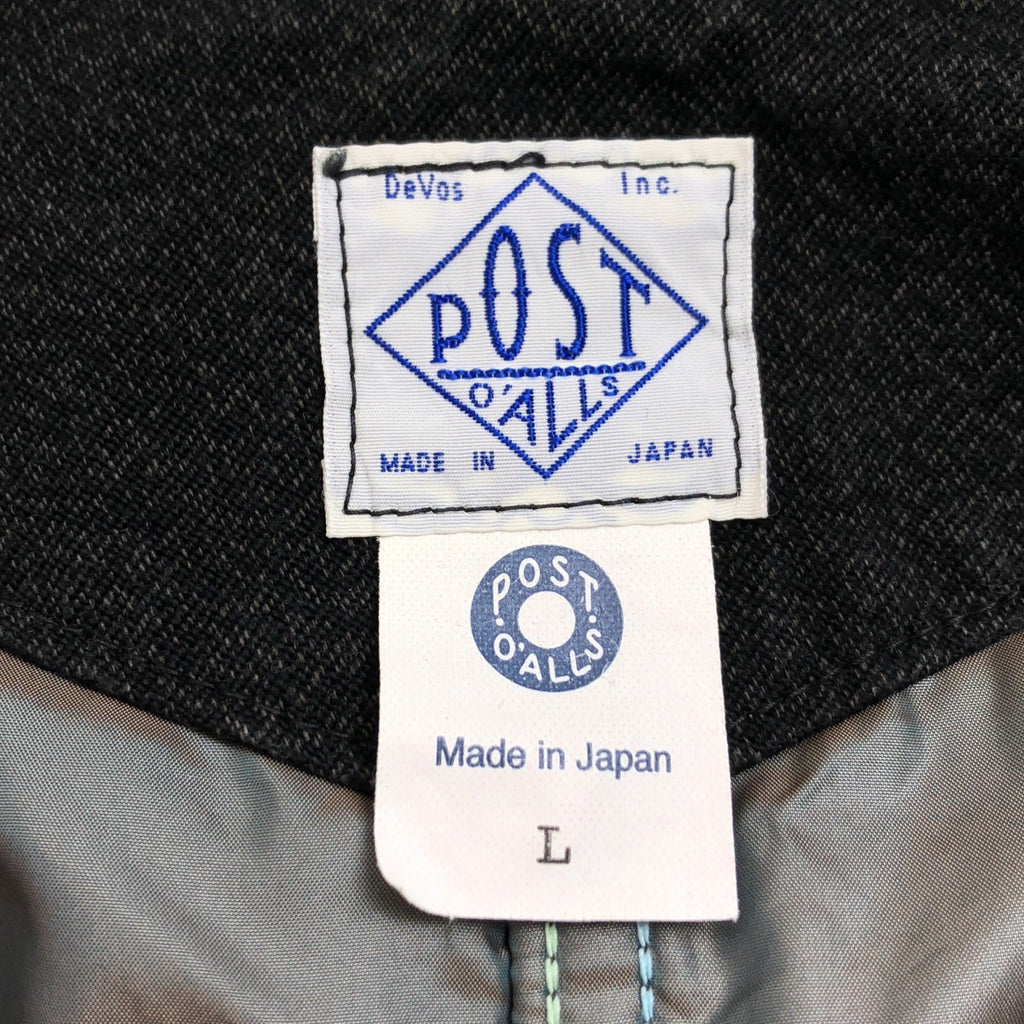 DeVos Inc.
POST
O'ALLS
MADE IN JAPAN
POST
O'ALLS
Made in Japan
L